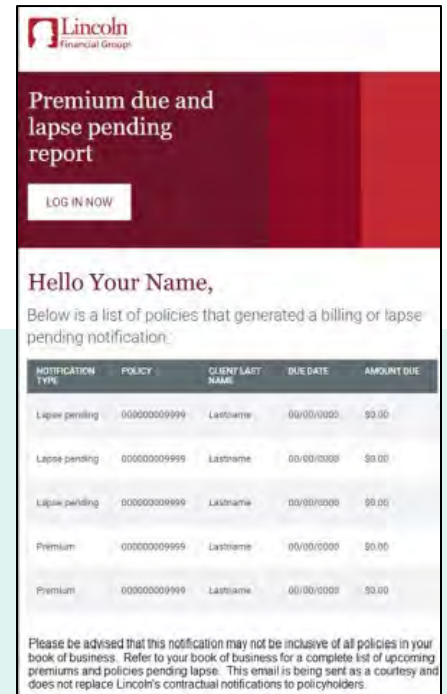 Lincoln
Financial Group®
Premium due and
lapse pending
report
LOG IN NOW
Hello Your Name,
Below is a list of policies that generated a billing or lapse
pending notification.
NOTIFICATION TYPE POLICY CLIENT LAST NAME DUE DATE AMOUNT DUE
Lapse pending 000000009999 Lastname 00/00/0000 $0.00
Lapse pending 000000009999 Lastname 00/00/0000 $0.00
Lapse pending 000000009999 Lastname 00/00/0000 $0.00
Premium 000000009999 Lastname 00/00/0000 $0.00
Premium 000000009999 Lastname 00/00/0000 $0.00
Please be advised that this notification may not be inclusive of all policies in your
book of business. Refer to your book of business for a complete list of upcoming
premiums and policies pending lapse. This email is being sent as a courtesy and
does not replace Lincoln's contractual notifications to policyholders.